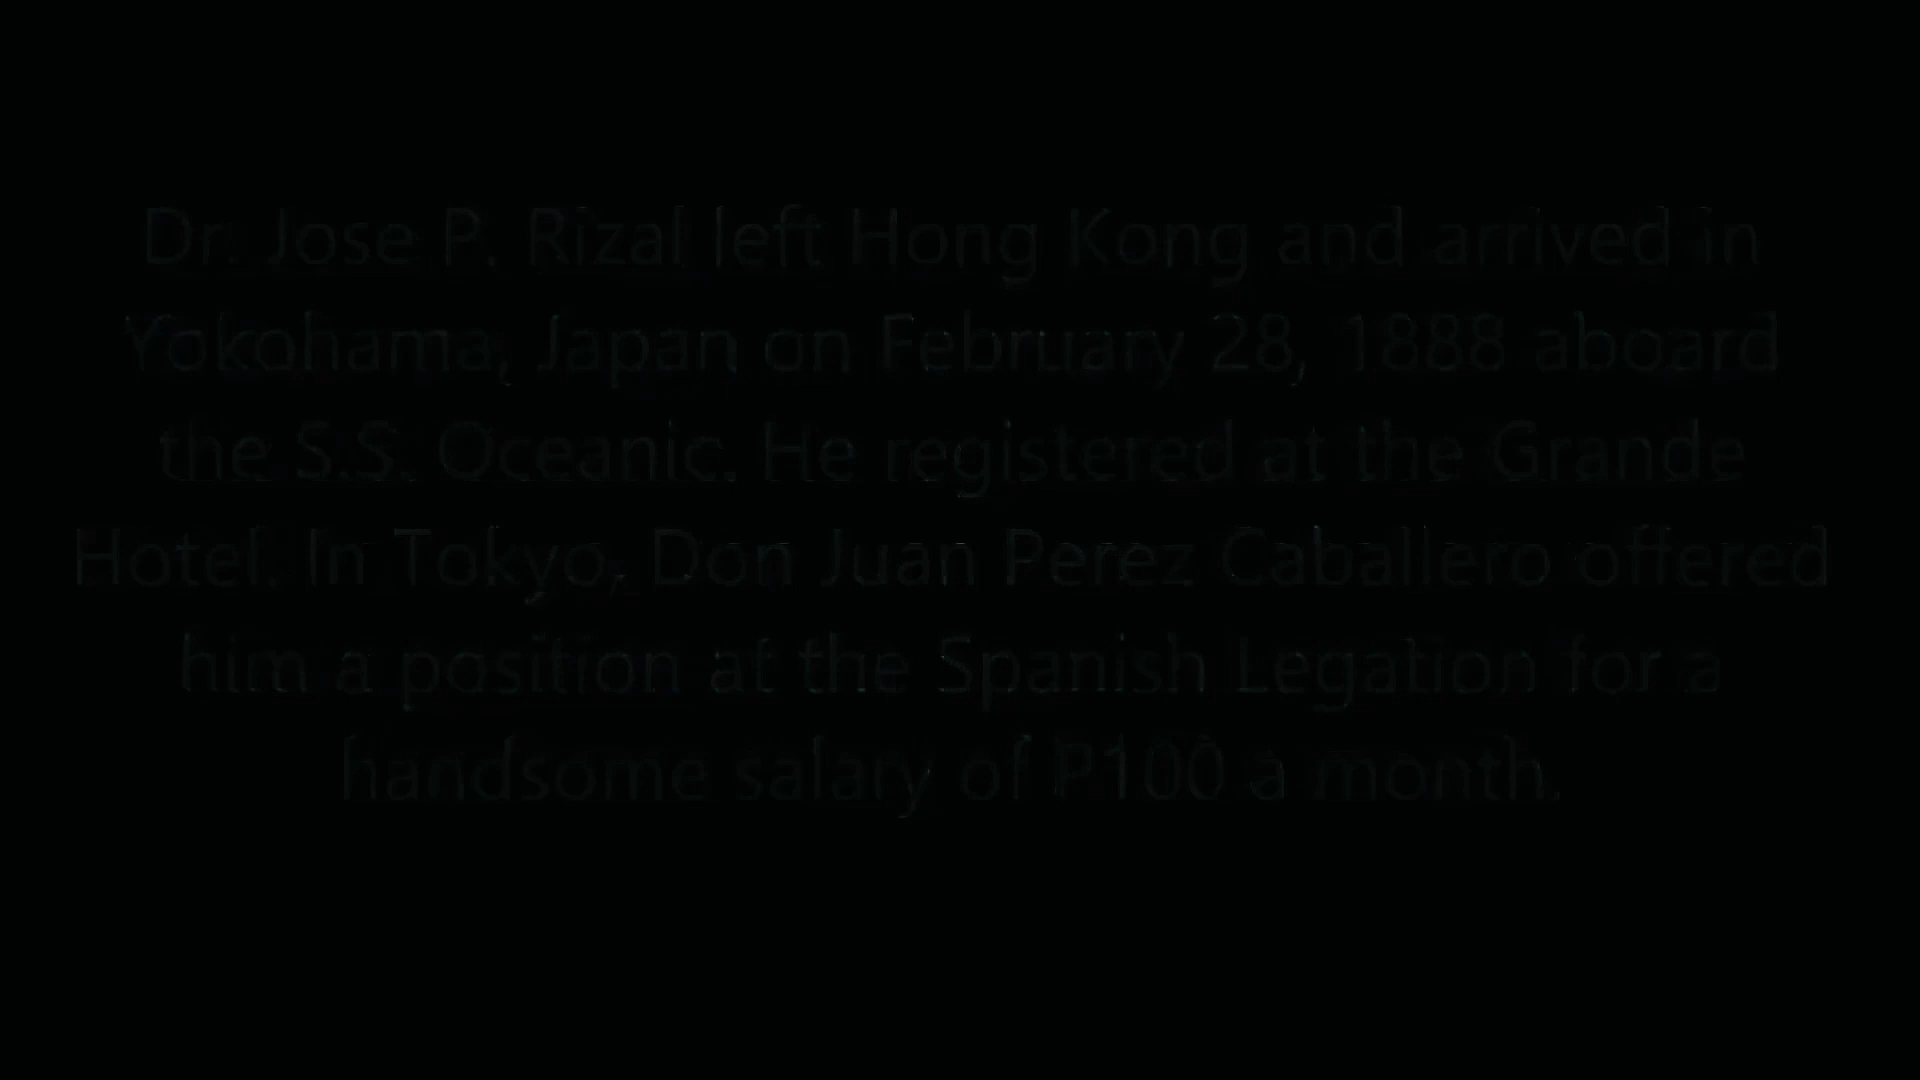 Dr. Jose P. Rizal left Hong Kong and arrived in
Yokohama, Japan on February 28, 1888 aboard
the S.S. Oceanic. He registered at the Grande
Hotel. In Tokyo, Don Juan Perez Caballero offered
him a position at the Spanish Legation for a
handsome salary of P100 a month.